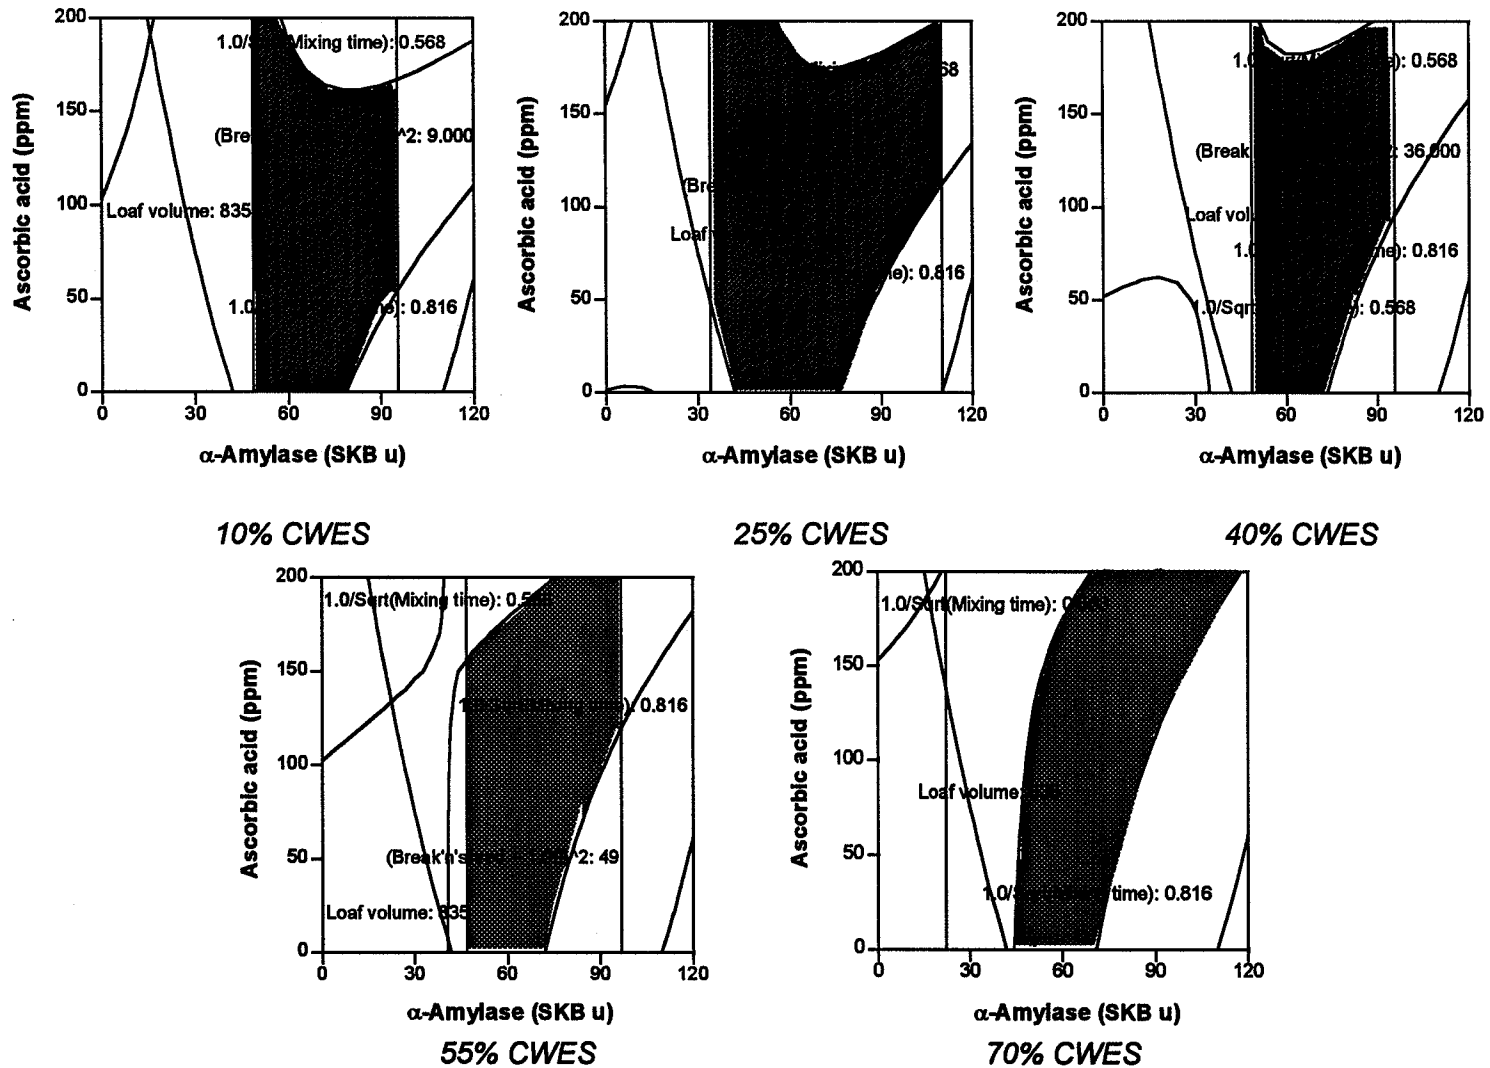 200
150
100
50
0
Ascorbic acid (ppm)
1.0/Sqrt(Mixing time): 0.568
(Bre ^2: 9.000
Loaf volume: 835
1.0 ): 0.816
0 30 60 90 120
α-Amylase (SKB u)
10% CWES
200
150
100
50
0
Ascorbic acid (ppm)
68
(Bre
Loaf
ne): 0.816
0 30 60 90 120
α-Amylase (SKB u)
25% CWES
200
150
100
50
0
Ascorbic acid (ppm)
1.0 e): 0.568
(Break 2: 36.000
Loaf vol
1.0 ne): 0.816
1.0/Sqr ): 0.568
0 30 60 90 120
α-Amylase (SKB u)
40% CWES
200
150
100
50
0
Ascorbic acid (ppm)
1.0/Sqrt(Mixing time): 0.5
): 0.816
(Break'n's ^2: 49
Loaf volume: 835
0 30 60 90 120
α-Amylase (SKB u)
55% CWES
200
150
100
50
0
Ascorbic acid (ppm)
1.0/Sqrt(Mixing time):
Loaf volume:
1.0/S time): 0.816
0 30 60 90 120
α-Amylase (SKB u)
70% CWES